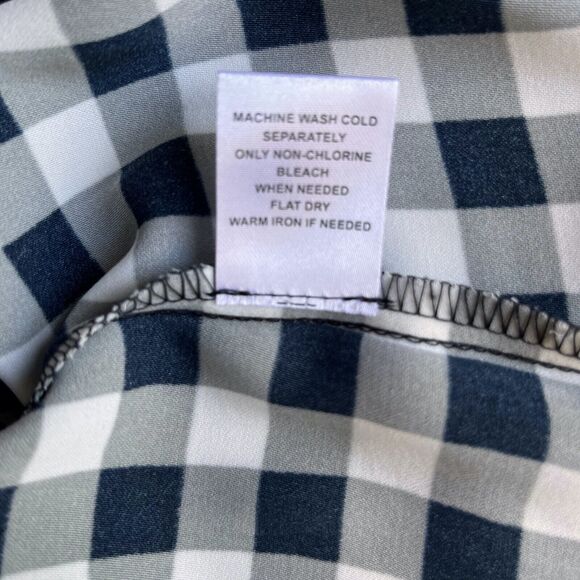 MACHINE WASH COLD
SEPARATELY
ONLY NON-CHLORINE
BLEACH
WHEN NEEDED
FLAT DRY
WARM IRON IF NEEDED